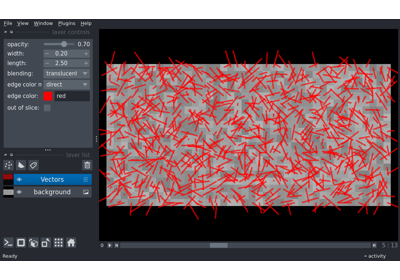 File View Window Plugins Help
layer controls
opacity: 0.70
width: 0.20
length: 2.50
blending: translucent
edge color m direct
edge color: red
out of slice:
layer list
Vectors
background
0 5 13
Ready activity